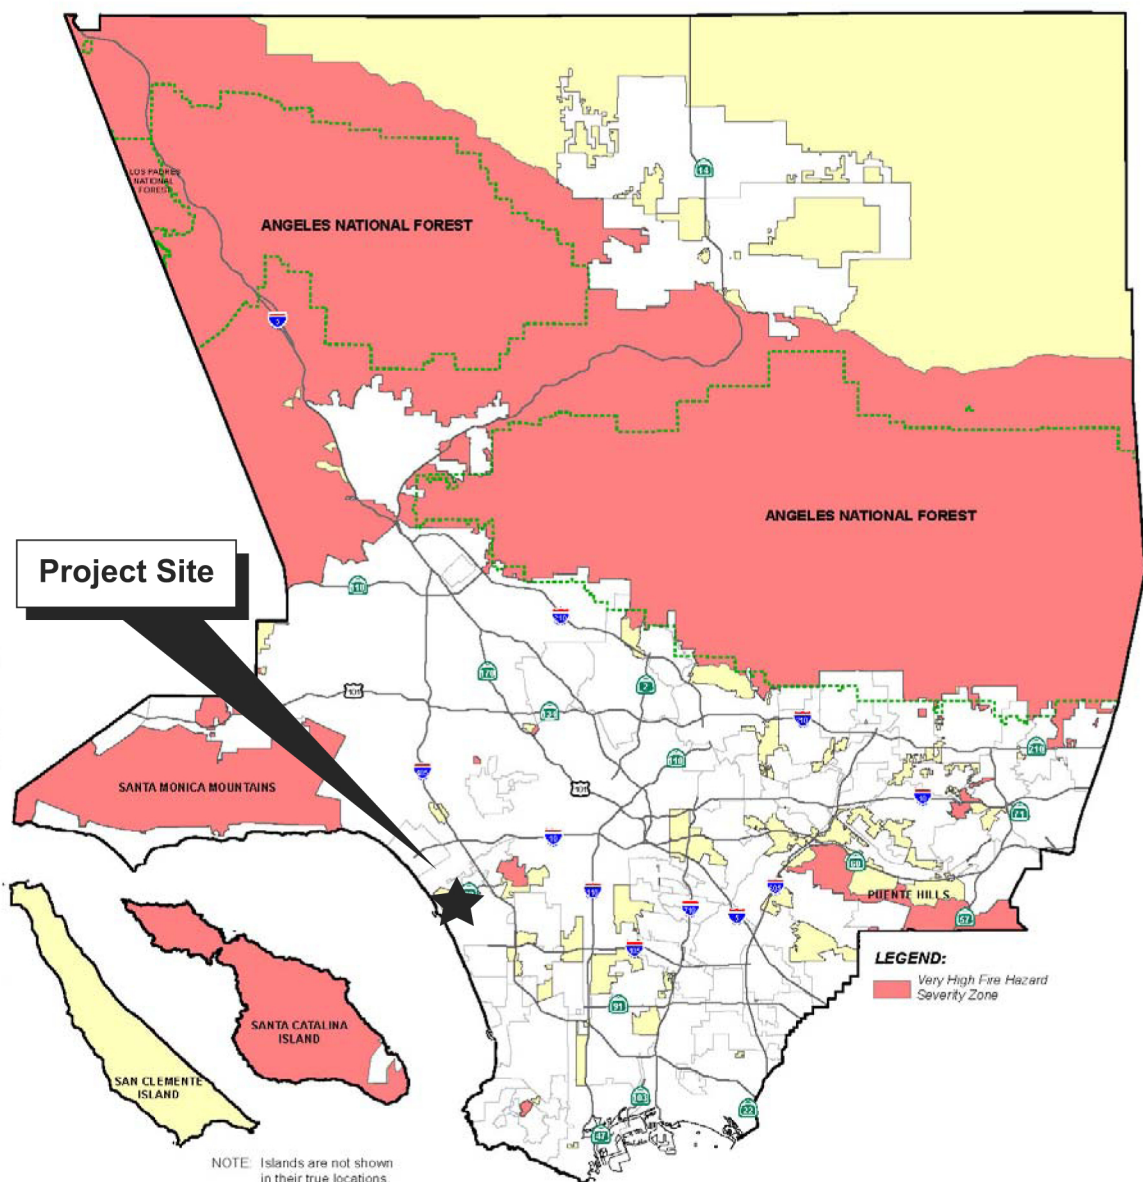 LOS PADRES
NATIONAL
FOREST
14
ANGELES NATIONAL FOREST
5
ANGELES NATIONAL FOREST
Project Site
118
210
170
2
101
134
210
210
110
405
SANTA MONICA MOUNTAINS
101
10
71
10
60
605
110
PUENTE HILLS
710
5
57
105
LEGEND:
Very High Fire Hazard
Severity Zone
91
SANTA CATALINA
ISLAND
SAN CLEMENTE
ISLAND
103
22
47
NOTE: Islands are not shown
in their true locations.